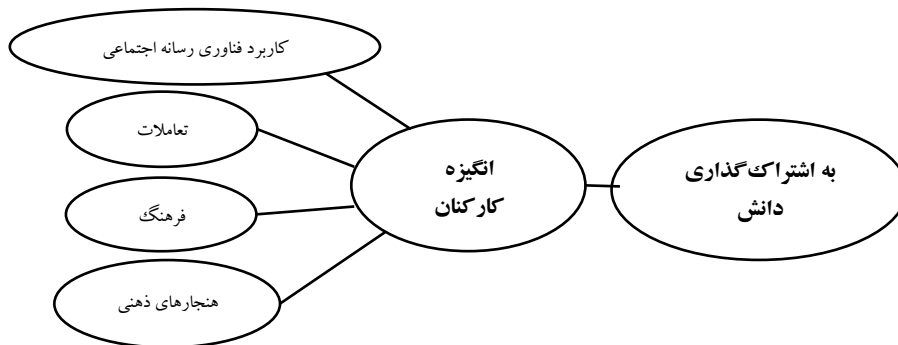 کاربرد فناوری رسانه اجتماعی
تعاملات
فرهنگ
هنجارهای ذهنی
انگیزه
کارکنان
به اشتراک‌گذاری
دانش